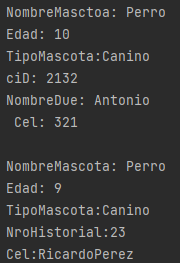 NombreMasctoa: Perro
Edad: 10
TipoMascota:Canino
ciD: 2132
NombreDue: Antonio
 Cel: 321

NombreMascota: Perro
Edad: 9
TipoMascota:Canino
NroHistorial:23
Cel:RicardoPerez